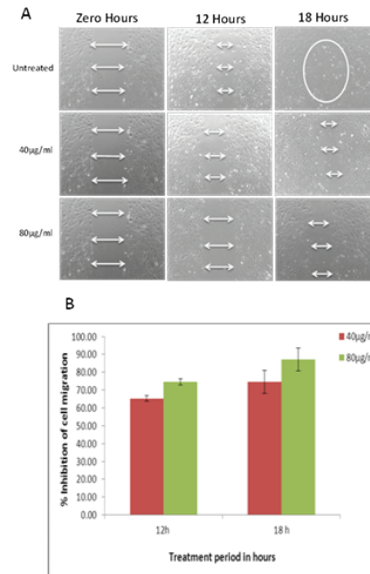 A
Zero Hours 12 Hours 18 Hours
Untreated
40µg/ml
80µg/ml
B
40µg/m
80µg/m
100.00
90.00
80.00
70.00
60.00
50.00
40.00
30.00
20.00
10.00
0.00
% Inhibition of cell migration
12h 18 h
Treatment period in hours